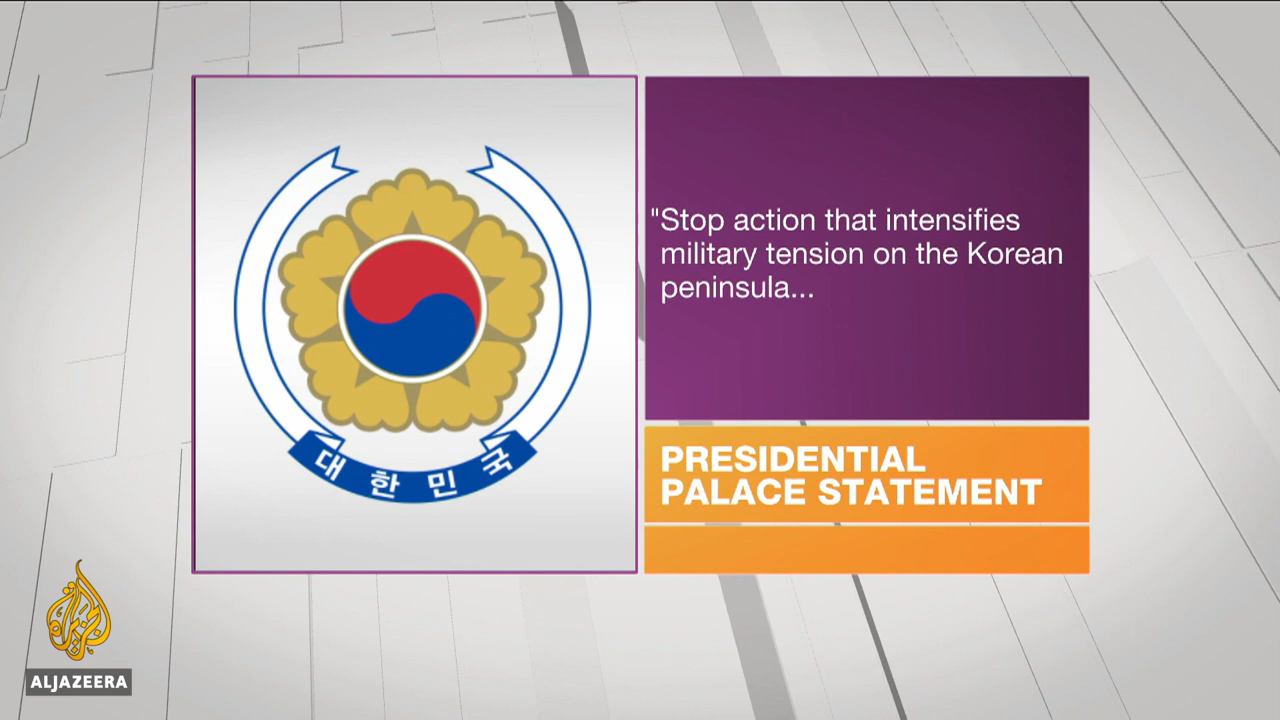 "Stop action that intensifies
military tension on the Korean
peninsula...
PRESIDENTIAL
PALACE STATEMENT
대한민국
ALJAZEERA